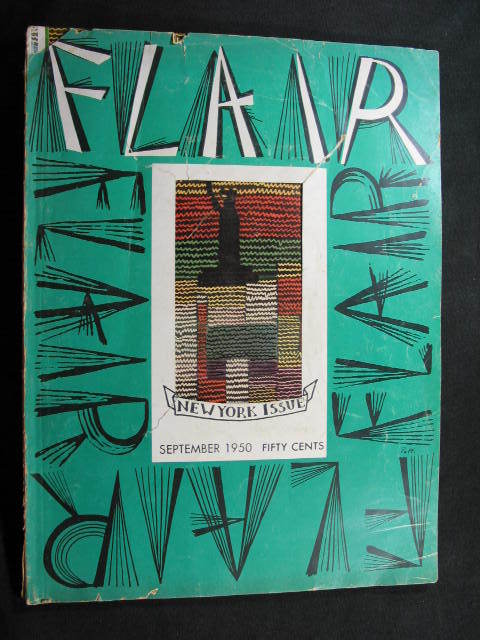 FLAIR
FLAIR
FLAIR
NEW YORK ISSUE
SEPTEMBER 1950 FIFTY CENTS
FLAIR